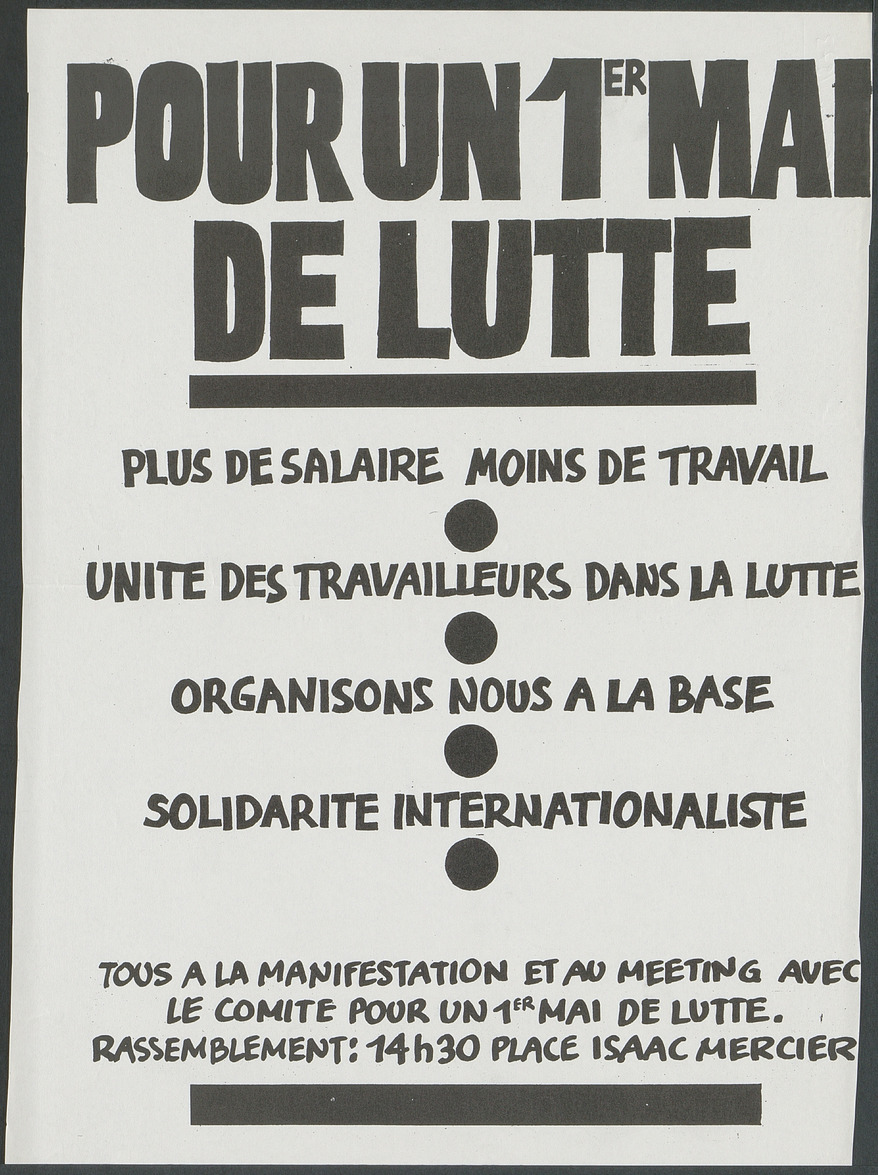 POUR UN 1ER MAI
DE LUTTE
PLUS DE SALAIRE MOINS DE TRAVAIL
UNITE DES TRAVAILLEURS DANS LA LUTTE
ORGANISONS NOUS A LA BASE
SOLIDARITE INTERNATIONALISTE
TOUS A LA MANIFESTATION ET AU MEETING AVEC
LE COMITE POUR UN 1ER MAI DE LUTTE.
RASSEMBLEMENT: 14h30 PLACE ISAAC MERCIER